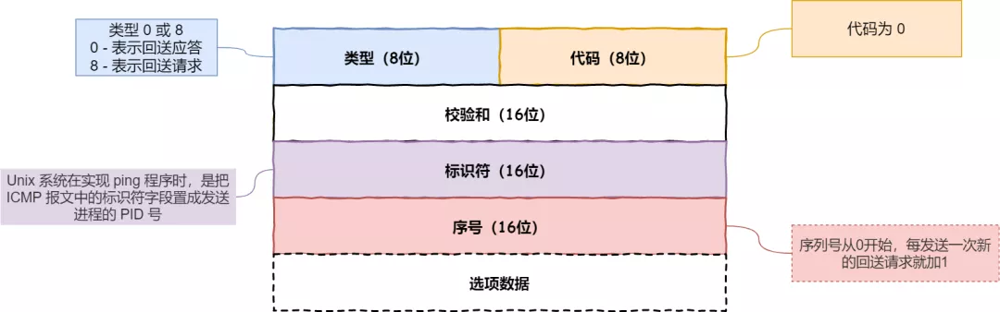 类型 0 或 8
0 - 表示回送应答
8 - 表示回送请求
类型（8位）
代码（8位）
代码为 0
校验和（16位）
标识符（16位）
Unix 系统在实现 ping 程序时，是把
ICMP 报文中的标识符字段置成发送
进程的 PID 号
序号（16位）
序列号从0开始，每发送一次新
的回送请求就加1
选项数据